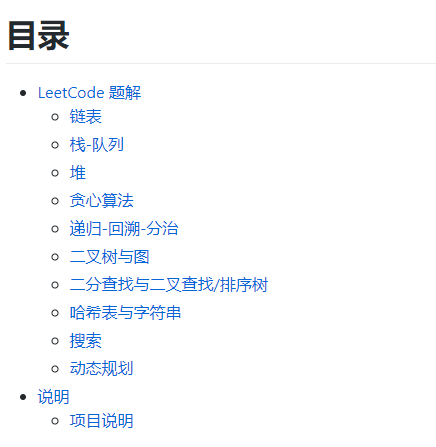 目录
LeetCode 题解
链表
栈-队列
堆
贪心算法
递归-回溯-分治
二叉树与图
二分查找与二叉查找/排序树
哈希表与字符串
搜索
动态规划
说明
项目说明